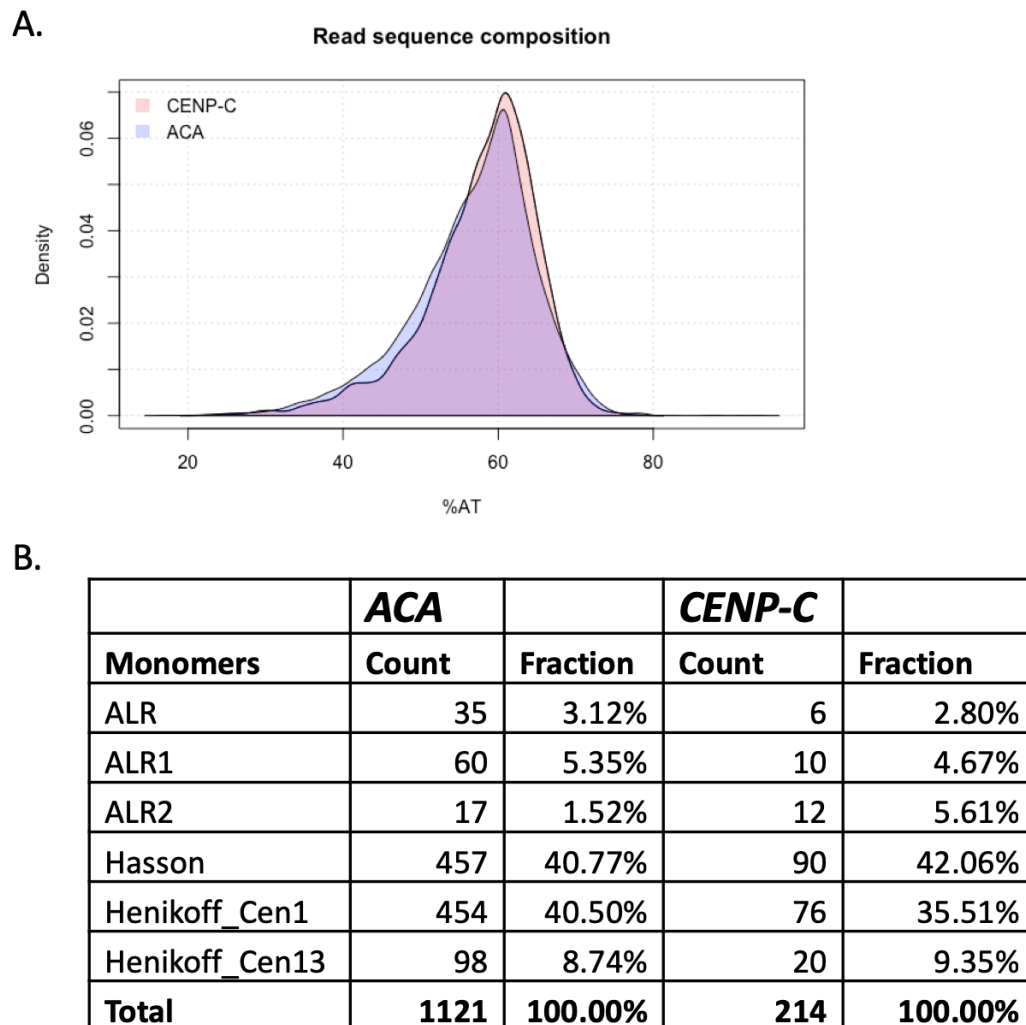 A.
Read sequence composition
CENP-C
ACA
0.06
0.04
0.02
0.00
Density
20 40 60 80
%AT
B.
ACA CENP-C
Monomers Count Fraction Count Fraction
ALR 35 3.12% 6 2.80%
ALR1 60 5.35% 10 4.67%
ALR2 17 1.52% 12 5.61%
Hasson 457 40.77% 90 42.06%
Henikoff_Cen1 454 40.50% 76 35.51%
Henikoff_Cen13 98 8.74% 20 9.35%
Total 1121 100.00% 214 100.00%